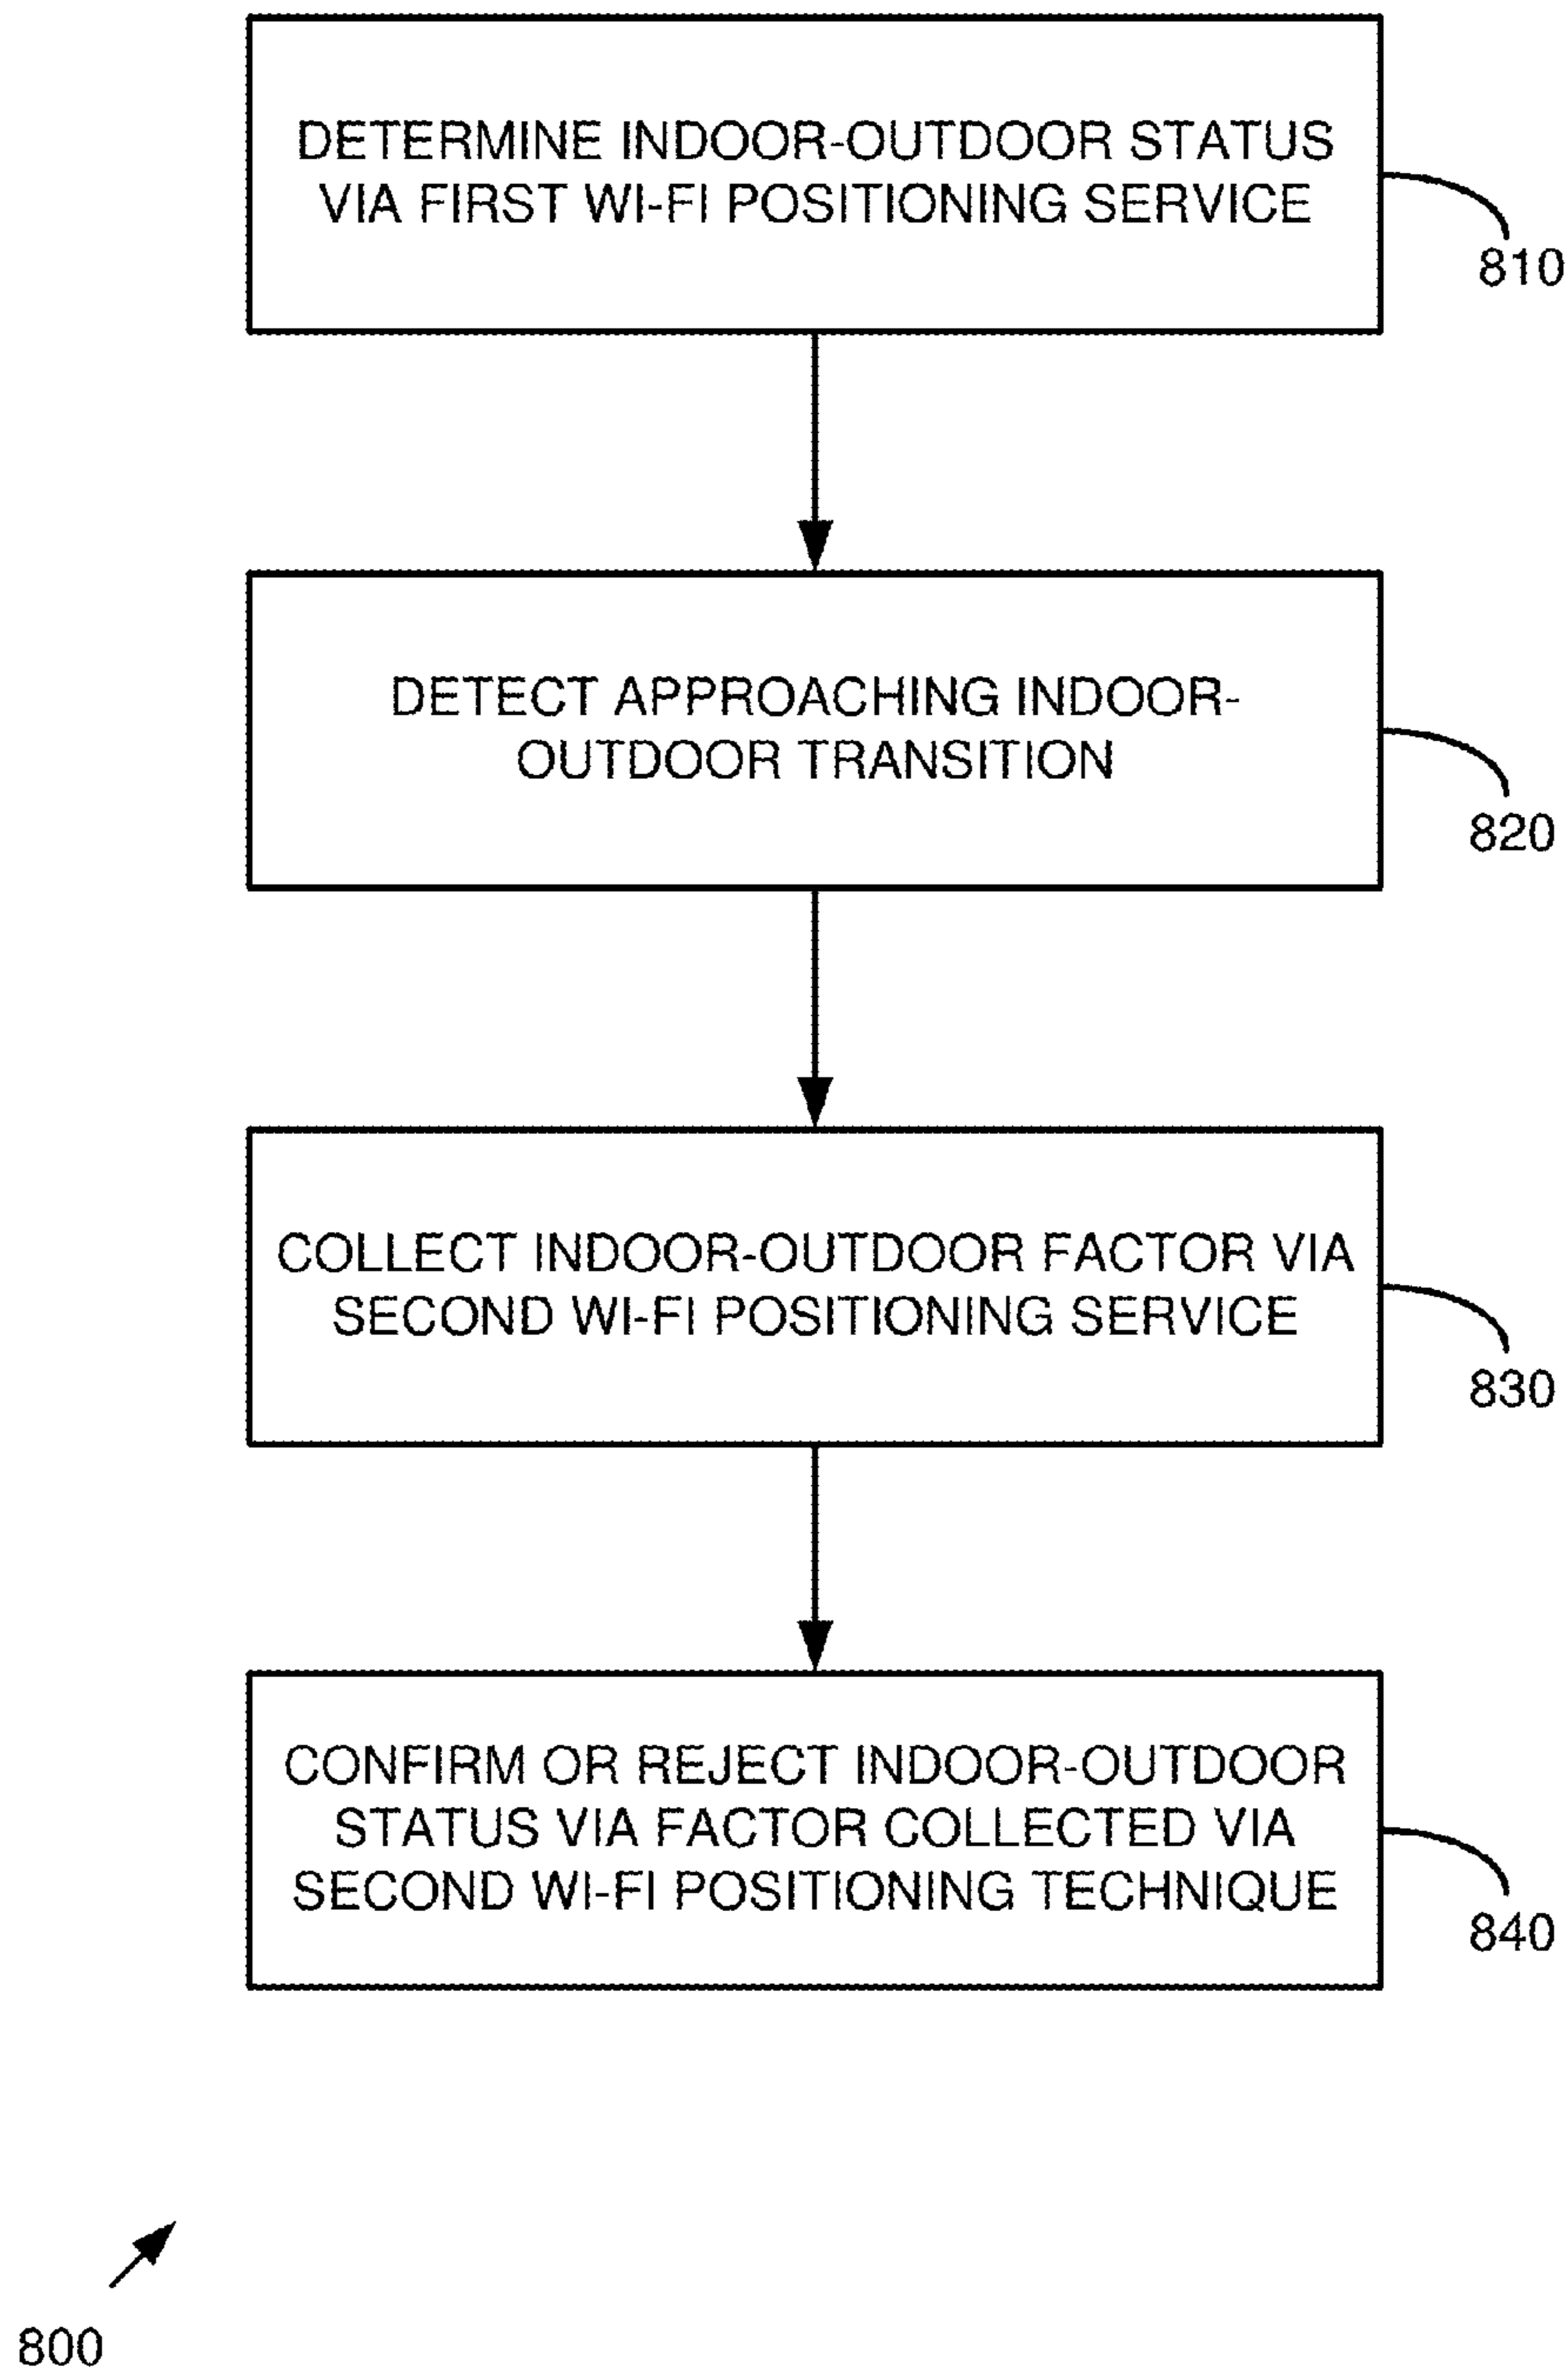 DETERMINE INDOOR-OUTDOOR STATUS
VIA FIRST WI-FI POSITIONING SERVICE
810
DETECT APPROACHING INDOOR-
OUTDOOR TRANSITION
820
COLLECT INDOOR-OUTDOOR FACTOR VIA
SECOND WI-FI POSITIONING SERVICE
830
CONFIRM OR REJECT INDOOR-OUTDOOR
STATUS VIA FACTOR COLLECTED VIA
SECOND WI-FI POSITIONING TECHNIQUE
840
800